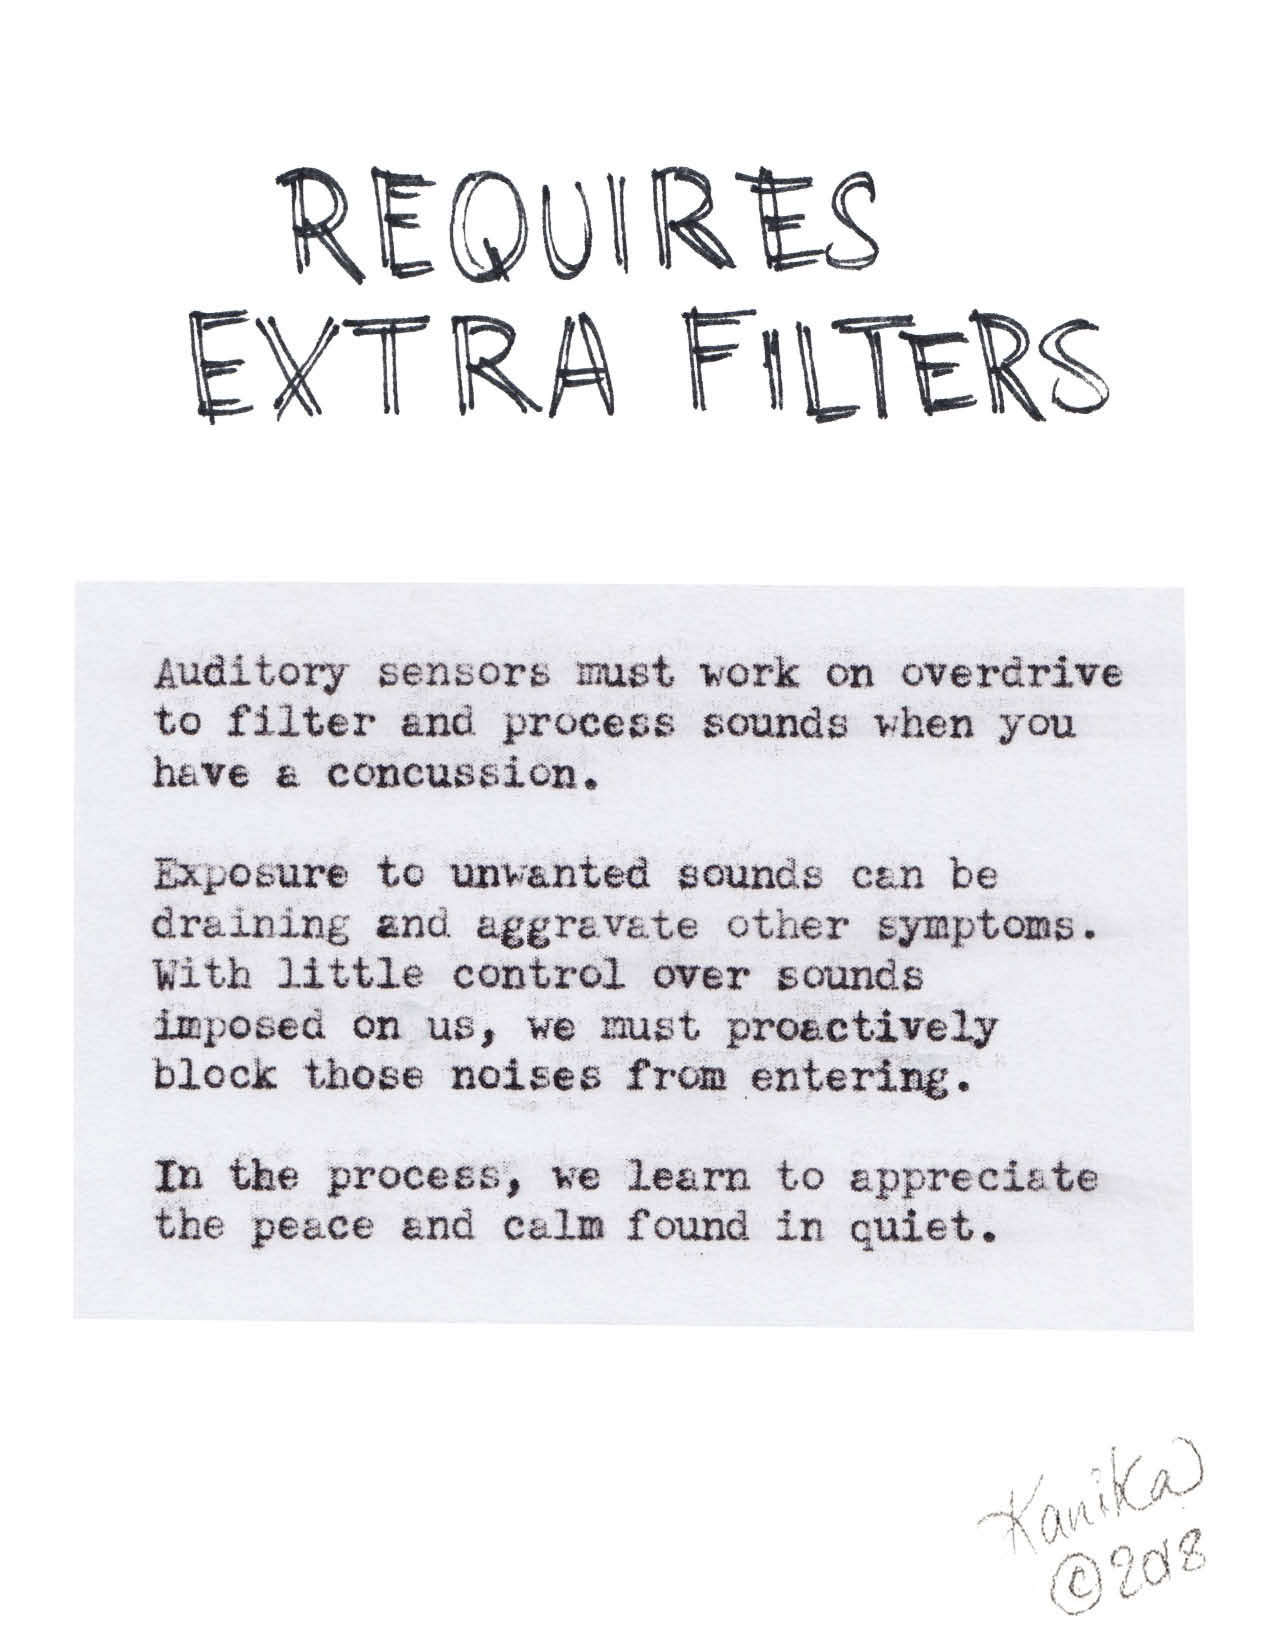 REQUIRES
EXTRA FILTERS
Auditory sensors must work on overdrive
to filter and process sounds when you
have a concussion.
Exposure to unwanted sounds can be
draining and aggravate other symptoms.
With little control over sounds
imposed on us, we must proactively
block those noises from entering.
In the process, we learn to appreciate
the peace and calm found in quiet.
Kanika
©2018